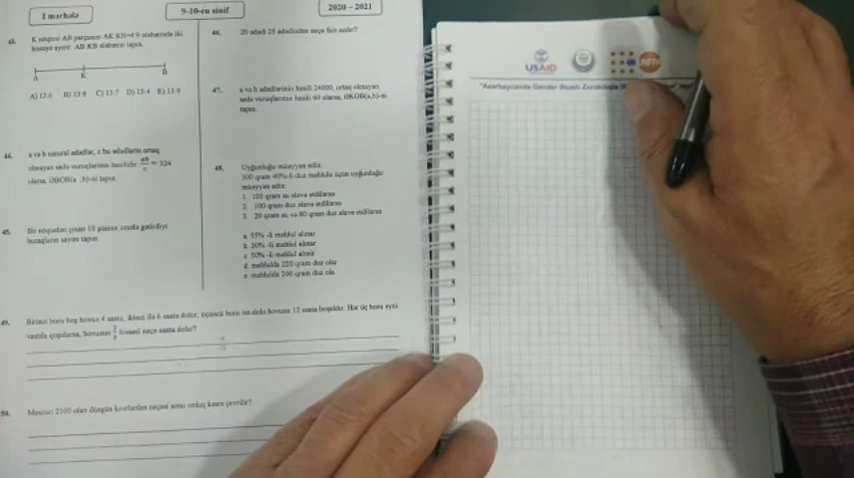 I mərhələ
9-10-cu sinif
2020 – 2021
43. K nöqtəsi AB parçasını AK:KB=4:9 nisbətində iki
hissəyə ayırır. AB:KB nisbətini tapın.
A K B
A) 13:6 B) 13:8 C) 13:7 D) 13:4 E) 13:9
44. a və b natural ədədlər, c bu ədədlərin ortaq
olmayan sadə vuruqlarının hasilidir. ab/c = 324
olarsa, ƏBOB(a ,b)-ni tapın.
45. Bir nöqtədən çıxan 10 şüanın əmələ gətirdiyi
bucaqların sayını tapın.
46. 20 ədədi 25 ədədindən neçə faiz azdır?
47. a və b ədədlərinin hasili 24000, ortaq olmayan
sadə vuruqlarının hasili 60 olarsa, ƏKOB(a,b)-ni
tapın.
48. Uyğunluğu müəyyən edin:
300 qram 40%-li duz məhlulu üçün uyğunluğu
müəyyən edin:
1. 100 qram su əlavə edilərsə
2. 100 qram duz əlavə edilərsə
3. 20 qram su və 80 qram duz əlavə edilərsə
a. 55% -li məhlul alınar
b. 30% -li məhlul alınar
c. 50% -li məhlul alınır
d. məhlulda 220 qram duz olar
e. məhlulda 200 qram duz olar
49. Birinci boru boş hovuzu 4 saata, ikinci ilə 6 saata dolur, üçüncü boru isə dolu hovuzu 12 saata boşaldır. Hər üç boru eyni
vaxtda açılarsa, hovuzun hissəsi neçə saata dolar?
50. Məxrəci 2100 olan düzgün kəsrlərdən neçəsi sonlu onluq kəsrə çevrilir?
USAID
"Azərbaycanda Gender Əsaslı Zorakılığa